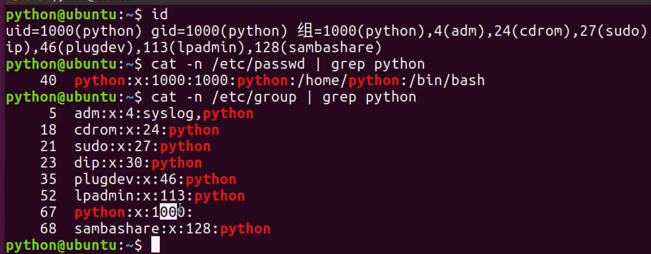 python@ubuntu:~$ id
uid=1000(python) gid=1000(python) 组=1000(python),4(adm),24(cdrom),27(sudo)
ip),46(plugdev),113(lpadmin),128(sambashare)
python@ubuntu:~$ cat -n /etc/passwd | grep python
    40  python:x:1000:1000:python:/home/python:/bin/bash
python@ubuntu:~$ cat -n /etc/group | grep python
     5  adm:x:4:syslog,python
    18  cdrom:x:24:python
    21  sudo:x:27:python
    23  dip:x:30:python
    35  plugdev:x:46:python
    52  lpadmin:x:113:python
    67  python:x:1000:
    68  sambashare:x:128:python
python@ubuntu:~$